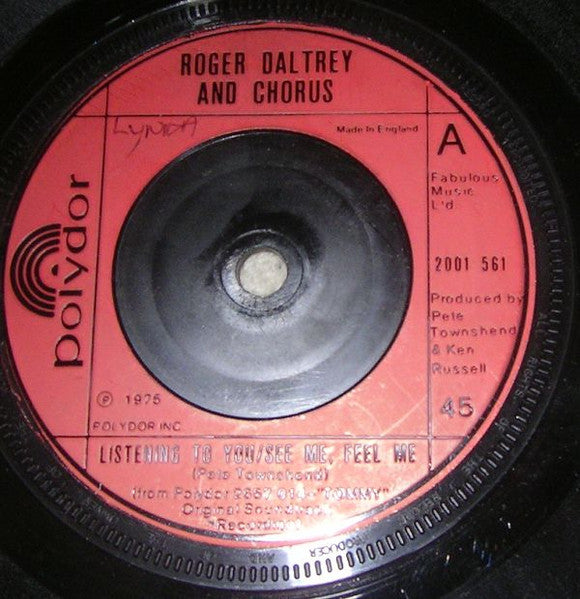 ROGER DALTREY
AND CHORUS
LYNDA
Made in England
A
Fabulous
Music
L'd
polydor
2001 561
Produced by
Pete
Townshend
& Ken
Russell
℗ 1975
POLYDOR INC.
45
LISTENING TO YOU/SEE ME, FEEL ME
(Pete Townshend)
from Polydor "TOMMY"
Original Soundtrack
Recording
PRODUCER AND